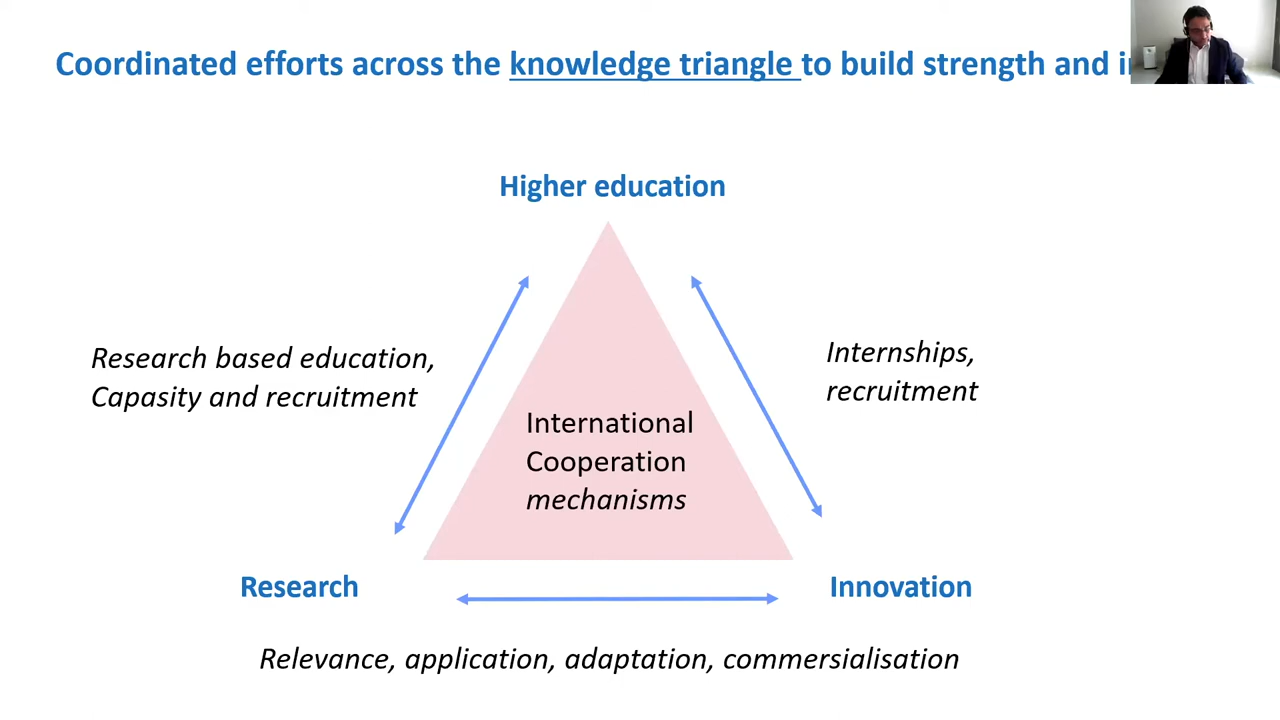 Coordinated efforts across the knowledge triangle to build strength and
Higher education
Research based education,
Capasity and recruitment
Internships,
recruitment
International
Cooperation
mechanisms
Research
Innovation
Relevance, application, adaptation, commersialisation